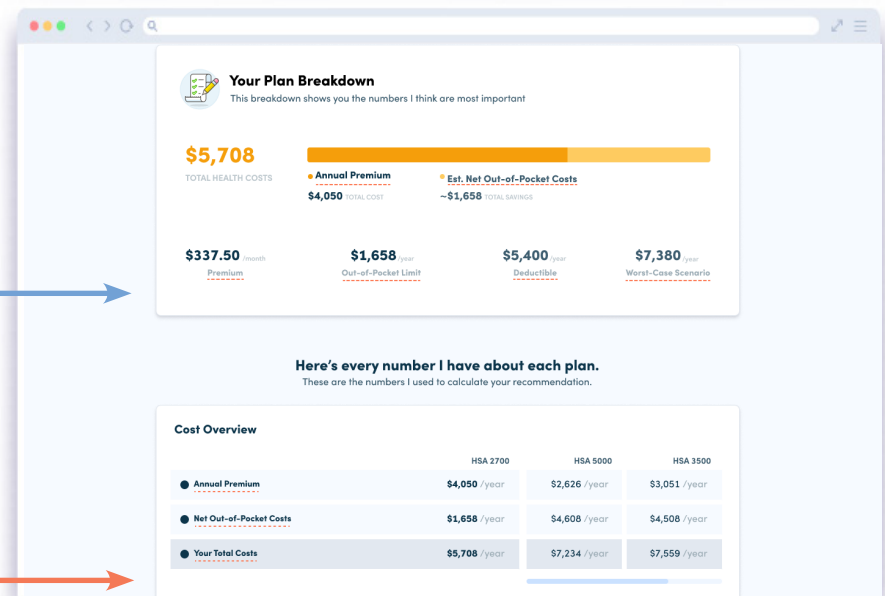 Your Plan Breakdown
This breakdown shows you the numbers I think are most important
$5,708
TOTAL HEALTH COSTS
Annual Premium
$4,050 TOTAL COST
Est. Net Out-of-Pocket Costs
~$1,658 TOTAL SAVINGS
$337.50 /month
Premium
$1,658 /year
Out-of-Pocket Limit
$5,400 /year
Deductible
$7,380 /year
Worst-Case Scenario
Here's every number I have about each plan.
These are the numbers I used to calculate your recommendation.
Cost Overview
HSA 2700 HSA 5000 HSA 3500
Annual Premium $4,050 /year $2,626 /year $3,051 /year
Net Out-of-Pocket Costs $1,658 /year $4,608 /year $4,508 /year
Your Total Costs $5,708 /year $7,234 /year $7,559 /year